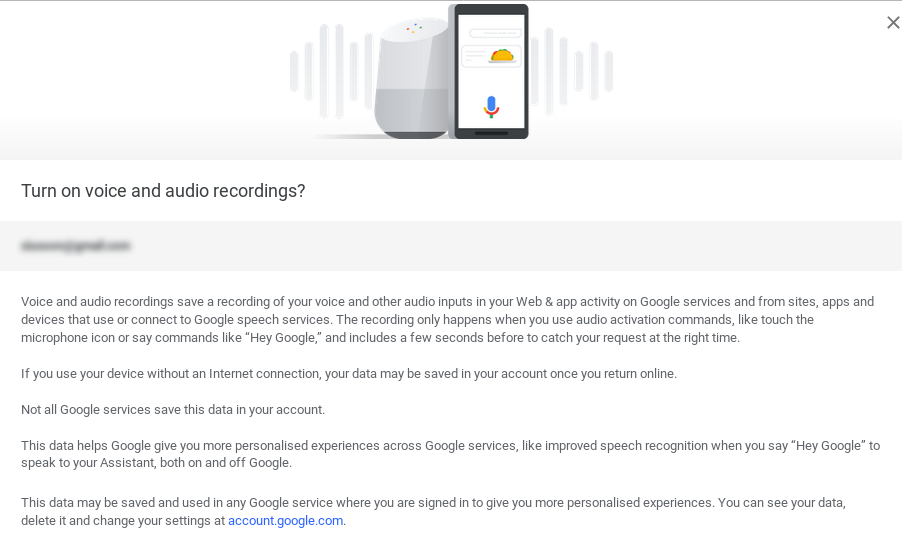 Turn on voice and audio recordings?
Voice and audio recordings save a recording of your voice and other audio inputs in your Web & app activity on Google services and from sites, apps and
devices that use or connect to Google speech services. The recording only happens when you use audio activation commands, like touch the
microphone icon or say commands like “Hey Google,” and includes a few seconds before to catch your request at the right time.
If you use your device without an Internet connection, your data may be saved in your account once you return online.
Not all Google services save this data in your account.
This data helps Google give you more personalised experiences across Google services, like improved speech recognition when you say “Hey Google” to
speak to your Assistant, both on and off Google.
This data may be saved and used in any Google service where you are signed in to give you more personalised experiences. You can see your data,
delete it and change your settings at account.google.com.